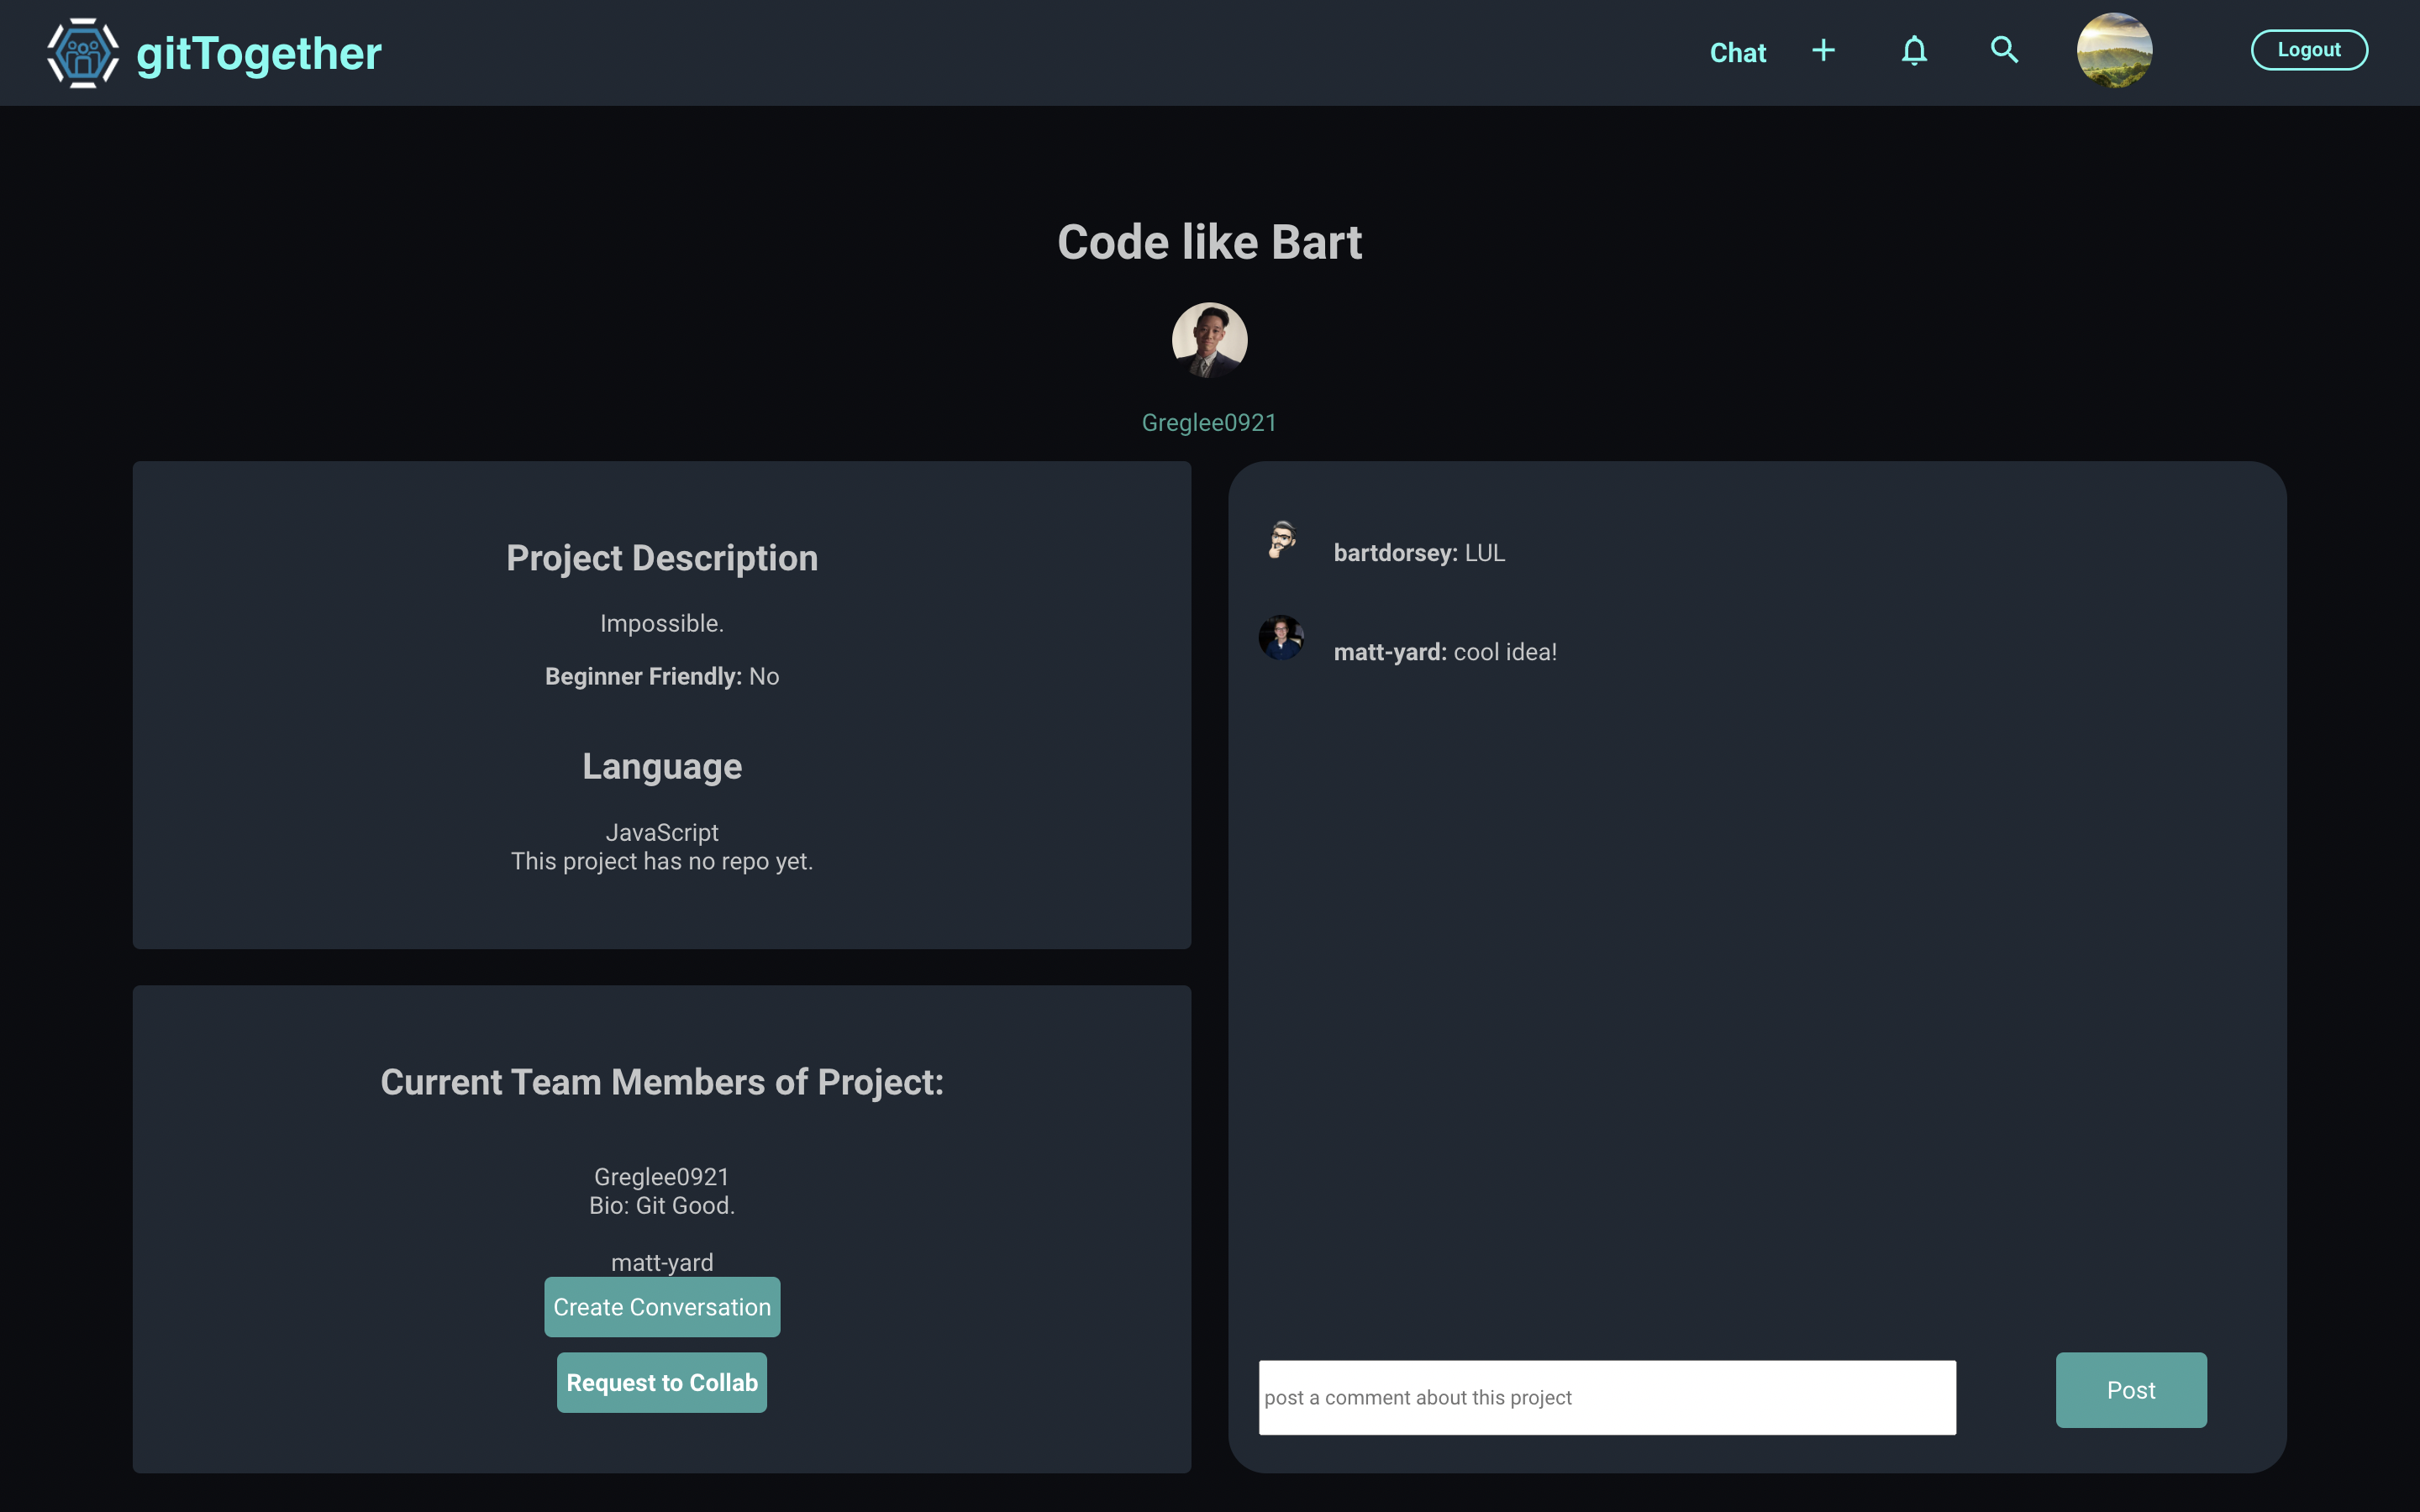 gitTogether
Chat
Logout
Code like Bart
Greglee0921
Project Description
Impossible.
Beginner Friendly: No
Language
JavaScript
This project has no repo yet.
Current Team Members of Project:
Greglee0921
Bio: Git Good.
matt-yard
Create Conversation
Request to Collab
bartdorsey: LUL
matt-yard: cool idea!
post a comment about this project
Post